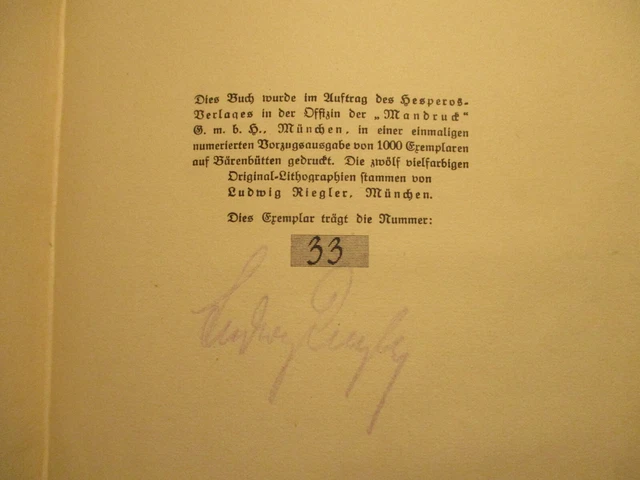 Dies Buch wurde im Auftrag des Hesperos-
Verlages in der Offizin der „Mandruck"
G. m. b. H., München, in einer einmaligen
numerierten Vorzugsausgabe von 1000 Exemplaren
auf Bärenbütten gedruckt. Die zwölf vielfarbigen
Original-Lithographien stammen von
Ludwig Riegler, München.
Dies Exemplar trägt die Nummer:
33
Ludwig Riegler